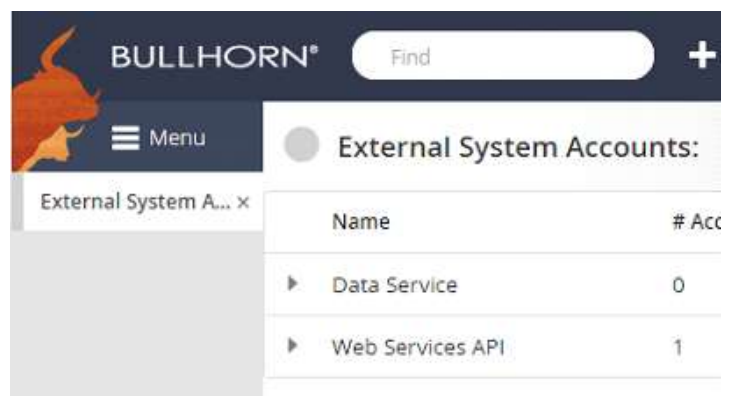 BULLHORN®
Find
Menu
External System Accounts:
External System A... ×
Name
# Acc
Data Service
0
Web Services API
1